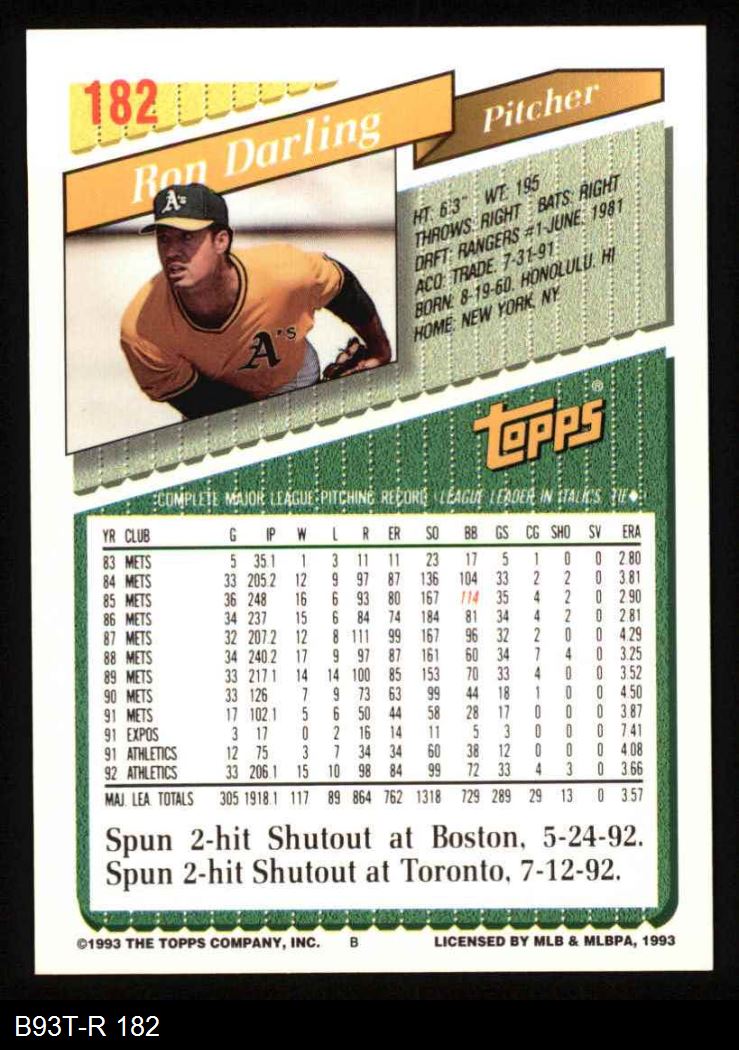 182
Ron Darling
Pitcher
A's
A's
HT: 6'3" WT: 195
THROWS: RIGHT BATS: RIGHT
DRFT: RANGERS #1-JUNE, 1981
ACQ: TRADE, 7-31-91
BORN: 8-19-60, HONOLULU, HI
HOME: NEW YORK, NY
topps®
COMPLETE MAJOR LEAGUE PITCHING RECORD (LEAGUE LEADER IN ITALICS, TIE◆)
YR CLUB G IP W L R ER SO BB GS CG SHO SV ERA
83 METS 5 35.1 1 3 11 11 23 17 5 1 0 0 2.80
84 METS 33 205.2 12 9 97 87 136 104 33 2 2 0 3.81
85 METS 36 248 16 6 93 80 167 114 35 4 2 0 2.90
86 METS 34 237 15 6 84 74 184 81 34 4 2 0 2.81
87 METS 32 207.2 12 8 111 99 167 96 32 2 0 0 4.29
88 METS 34 240.2 17 9 97 87 161 60 34 7 4 0 3.25
89 METS 33 217.1 14 14 100 85 153 70 33 4 0 0 3.52
90 METS 33 126 7 9 73 63 99 44 18 1 0 0 4.50
91 METS 17 102.1 5 6 50 44 58 28 17 0 0 0 3.87
91 EXPOS 3 17 0 2 16 14 11 5 3 0 0 0 7.41
91 ATHLETICS 12 75 3 7 34 34 60 38 12 0 0 0 4.08
92 ATHLETICS 33 206.1 15 10 98 84 99 72 33 4 3 0 3.66
MAJ. LEA. TOTALS 305 1918.1 117 89 864 762 1318 729 289 29 13 0 3.57
Spun 2-hit Shutout at Boston, 5-24-92.
Spun 2-hit Shutout at Toronto, 7-12-92.
©1993 THE TOPPS COMPANY, INC. B LICENSED BY MLB & MLBPA, 1993
B93T-R 182